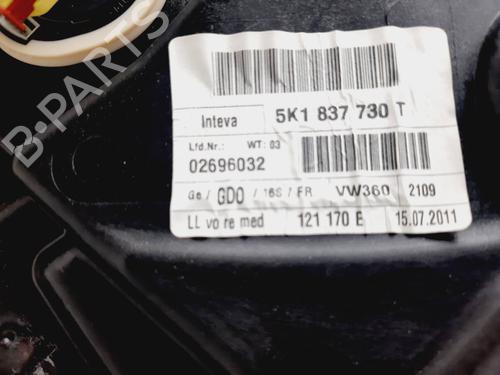 B-PARTS
Inteva
5K1 837 730 T
Lfd.Nr.: WT: 03
02696032
Ge / GDO / 16S / FR VW360 2109
LL vo re med 121 170 E 15.07.2011